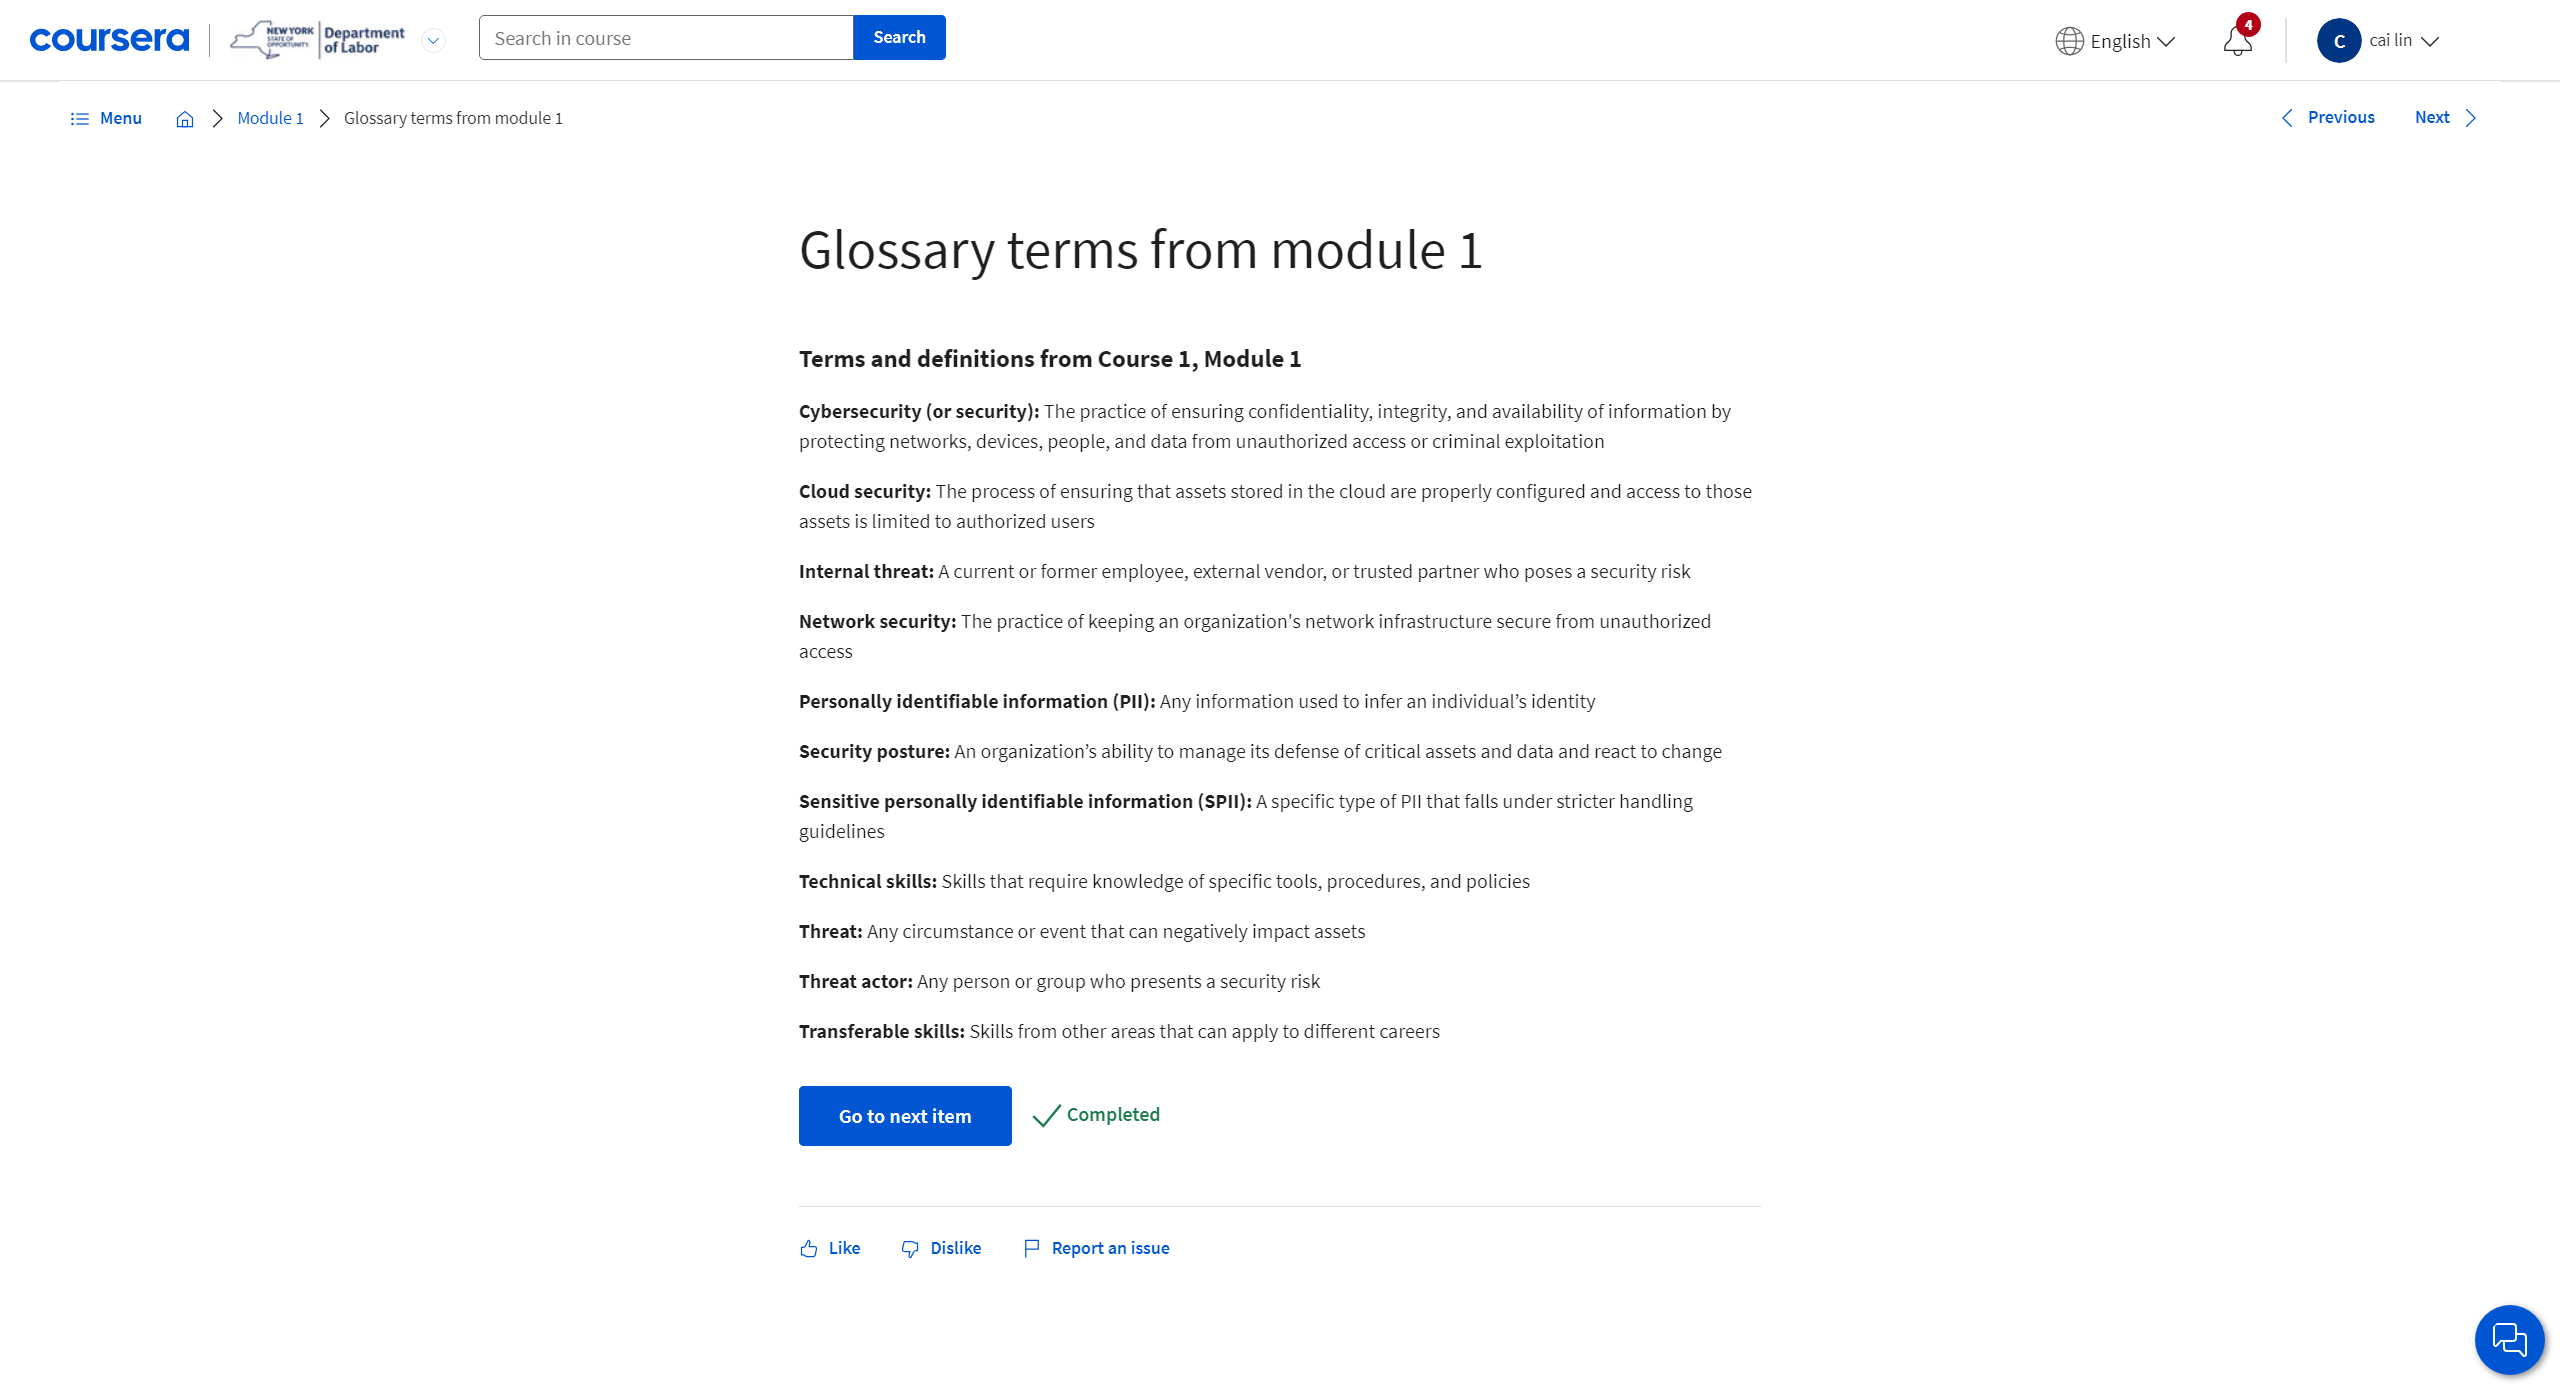 coursera
NEW YORK
STATE OF
OPPORTUNITY.
Department
of Labor
Search in course
Search
English
4
C
cai lin
Menu
Module 1
Glossary terms from module 1
Previous
Next
Glossary terms from module 1
Terms and definitions from Course 1, Module 1
Cybersecurity (or security): The practice of ensuring confidentiality, integrity, and availability of information by
protecting networks, devices, people, and data from unauthorized access or criminal exploitation
Cloud security: The process of ensuring that assets stored in the cloud are properly configured and access to those
assets is limited to authorized users
Internal threat: A current or former employee, external vendor, or trusted partner who poses a security risk
Network security: The practice of keeping an organization's network infrastructure secure from unauthorized
access
Personally identifiable information (PII): Any information used to infer an individual’s identity
Security posture: An organization’s ability to manage its defense of critical assets and data and react to change
Sensitive personally identifiable information (SPII): A specific type of PII that falls under stricter handling
guidelines
Technical skills: Skills that require knowledge of specific tools, procedures, and policies
Threat: Any circumstance or event that can negatively impact assets
Threat actor: Any person or group who presents a security risk
Transferable skills: Skills from other areas that can apply to different careers
Go to next item
Completed
Like
Dislike
Report an issue